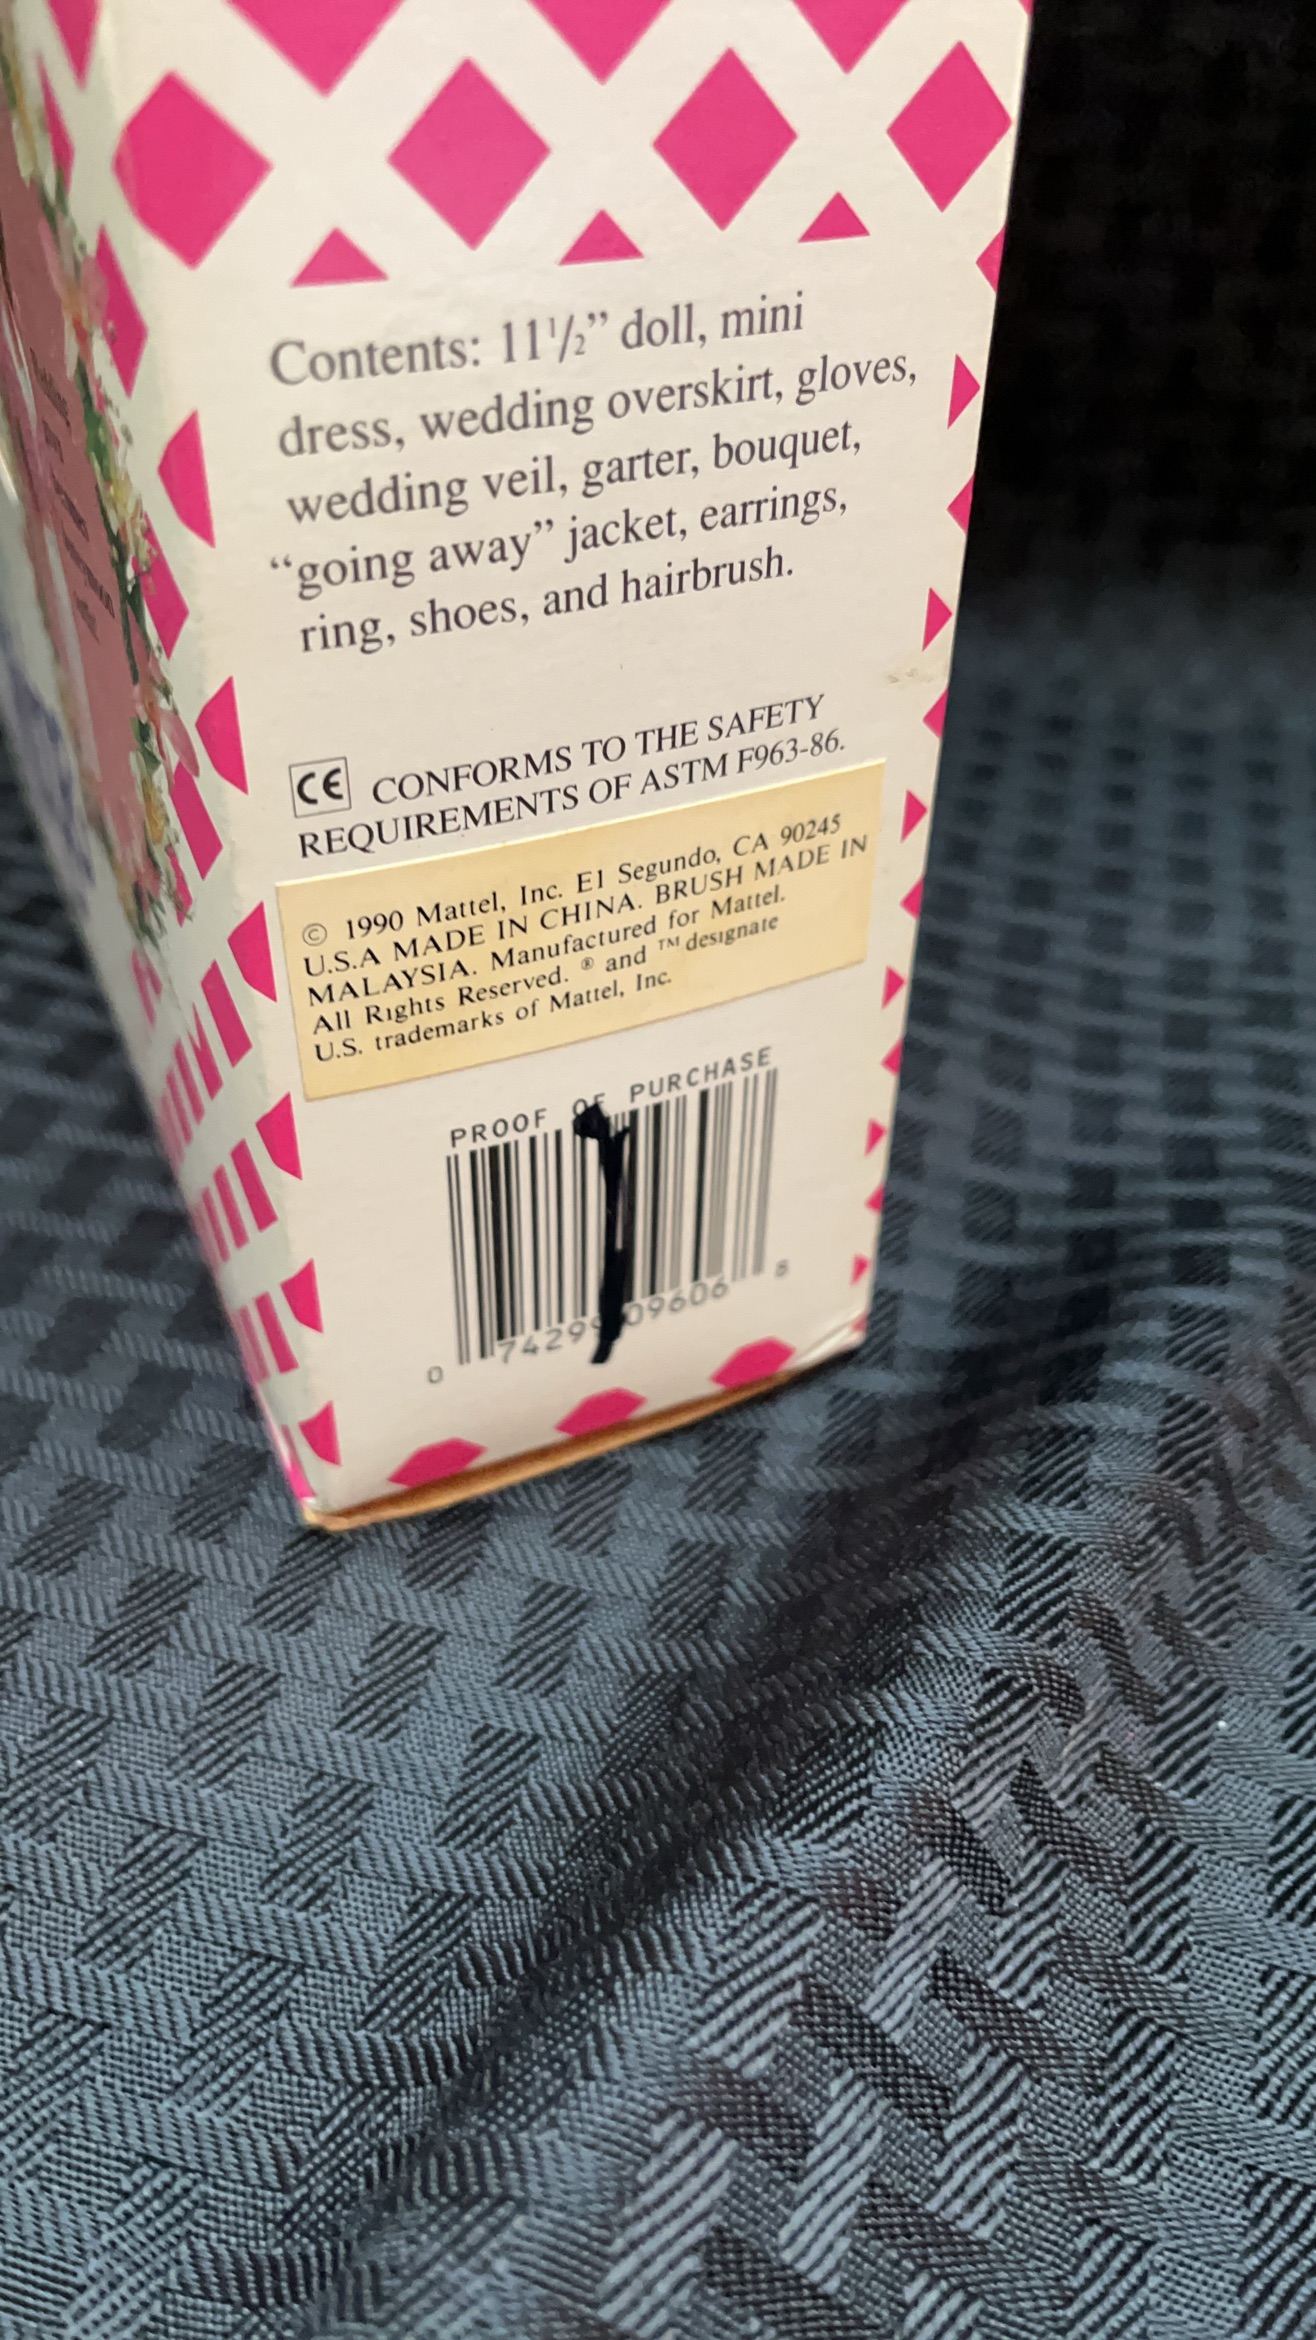 Contents: 11 1/2” doll, mini
dress, wedding overskirt, gloves,
wedding veil, garter, bouquet,
“going away” jacket, earrings,
ring, shoes, and hairbrush.
CE CONFORMS TO THE SAFETY
REQUIREMENTS OF ASTM F963-86.
© 1990 Mattel, Inc. El Segundo, CA 90245
U.S.A MADE IN CHINA. BRUSH MADE IN
MALAYSIA. Manufactured for Mattel.
All Rights Reserved. ® and ™ designate
U.S. trademarks of Mattel, Inc.
PROOF OF PURCHASE
0 74299 09606 8